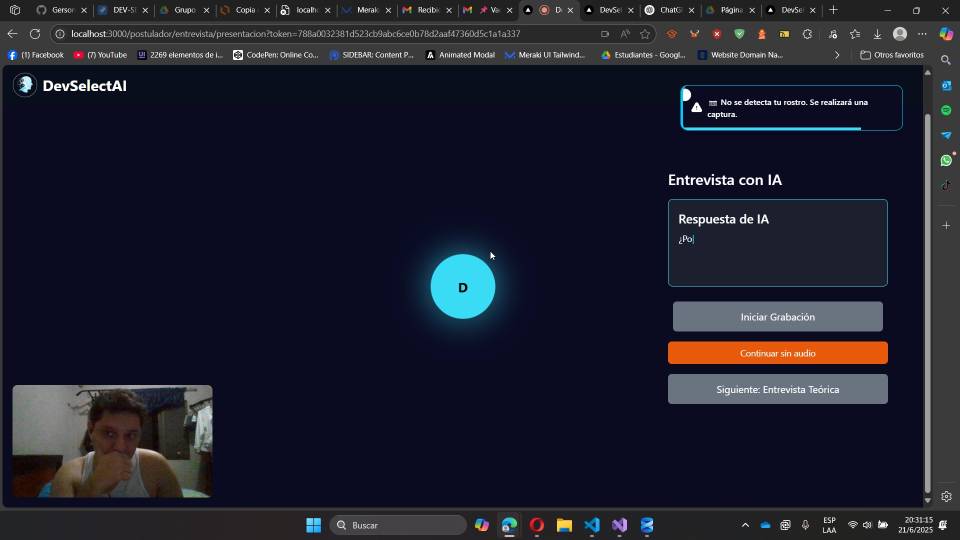 Gerson
DEV-S
Grupo
Copia
localh
Merak
Recibi
Va
D
DevSel
ChatG
Página
DevSel
localhost:3000/postulador/entrevista/presentacion?token=788a0032381d523cb9abc6ce0b78d2aaf47360d5c1a1a337
(1) Facebook
(7) YouTube
2269 elementos de i...
CodePen: Online Co...
SIDEBAR: Content P...
Animated Modal
Meraki UI Tailwind...
Estudiantes - Googl...
Website Domain Na...
Otros favoritos
DevSelectAI
No se detecta tu rostro. Se realizará una
captura.
Entrevista con IA
Respuesta de IA
¿Po
D
Iniciar Grabación
Continuar sin audio
Siguiente: Entrevista Teórica
Buscar
ESP
LAA
20:31:15
21/6/2025